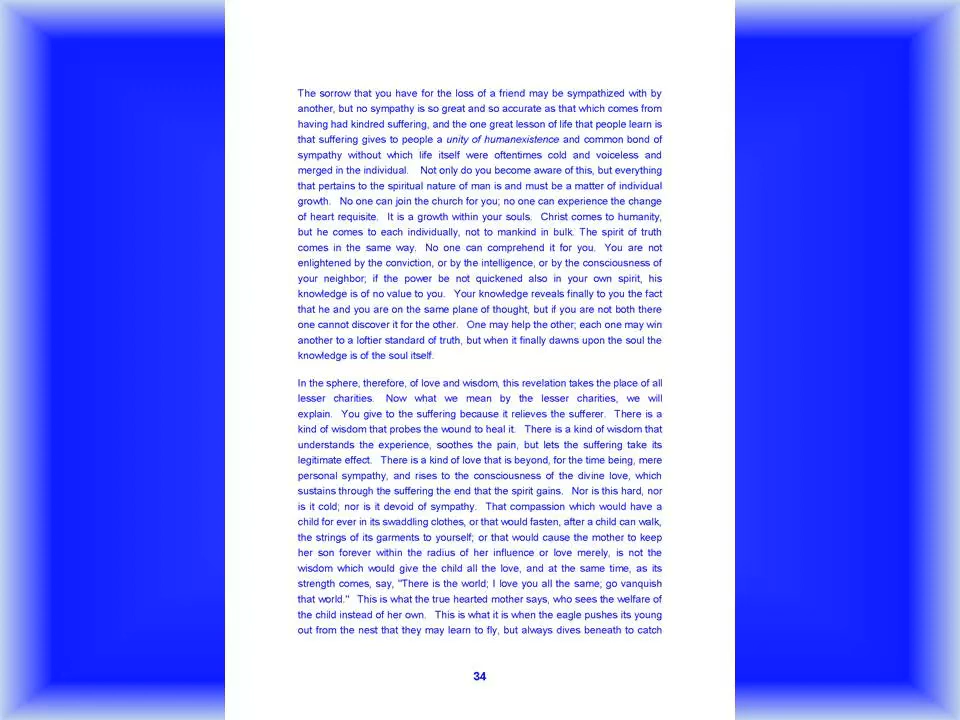 The sorrow that you have for the loss of a friend may be sympathized with by
another, but no sympathy is so great and so accurate as that which comes from
having had kindred suffering, and the one great lesson of life that people learn is
that suffering gives to people a unity of humanexistence and common bond of
sympathy without which life itself were oftentimes cold and voiceless and
merged in the individual. Not only do you become aware of this, but everything
that pertains to the spiritual nature of man is and must be a matter of individual
growth. No one can join the church for you; no one can experience the change
of heart requisite. It is a growth within your souls. Christ comes to humanity,
but he comes to each individually, not to mankind in bulk. The spirit of truth
comes in the same way. No one can comprehend it for you. You are not
enlightened by the conviction, or by the intelligence, or by the consciousness of
your neighbor; if the power be not quickened also in your own spirit, his
knowledge is of no value to you. Your knowledge reveals finally to you the fact
that he and you are on the same plane of thought, but if you are not both there
one cannot discover it for the other. One may help the other; each one may win
another to a loftier standard of truth, but when it finally dawns upon the soul the
knowledge is of the soul itself.
In the sphere, therefore, of love and wisdom, this revelation takes the place of all
lesser charities. Now what we mean by the lesser charities, we will
explain. You give to the suffering because it relieves the sufferer. There is a
kind of wisdom that probes the wound to heal it. There is a kind of wisdom that
understands the experience, soothes the pain, but lets the suffering take its
legitimate effect. There is a kind of love that is beyond, for the time being, mere
personal sympathy, and rises to the consciousness of the divine love, which
sustains through the suffering the end that the spirit gains. Nor is this hard, nor
is it cold; nor is it devoid of sympathy. That compassion which would have a
child for ever in its swaddling clothes, or that would fasten, after a child can walk,
the strings of its garments to yourself; or that would cause the mother to keep
her son forever within the radius of her influence or love merely, is not the
wisdom which would give the child all the love, and at the same time, as its
strength comes, say, "There is the world; I love you all the same; go vanquish
that world." This is what the true hearted mother says, who sees the welfare of
the child instead of her own. This is what it is when the eagle pushes its young
out from the nest that they may learn to fly, but always dives beneath to catch
34